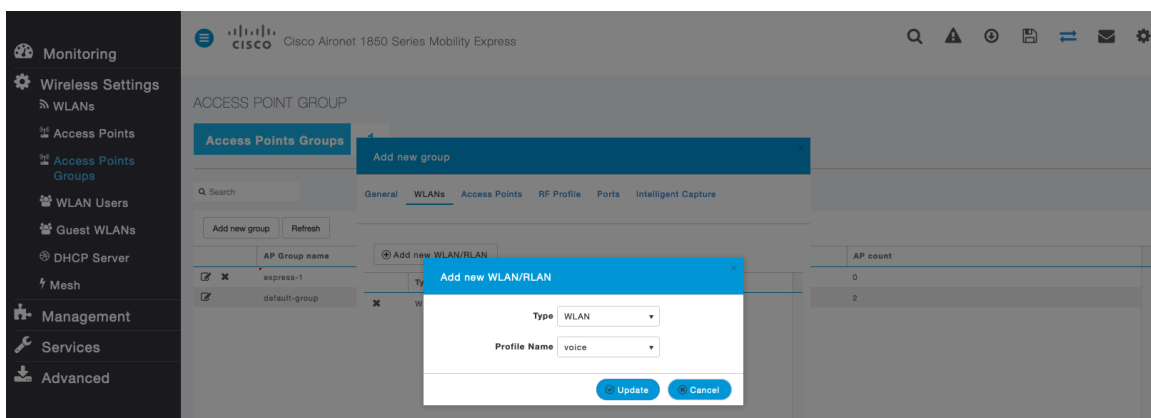 Monitoring
Wireless Settings
WLANs
Access Points
Access Points
Groups
WLAN Users
Guest WLANs
DHCP Server
Mesh
Management
Services
Advanced
CISCO Cisco Aironet 1850 Series Mobility Express
ACCESS POINT GROUP
Access Points Groups
Search
Add new group Refresh
AP Group name
express-1
default-group
AP count
0
2
Add new group
General WLANs Access Points RF Profile Ports Intelligent Capture
Add new WLAN/RLAN
Add new WLAN/RLAN
Type WLAN
Profile Name voice
Update Cancel